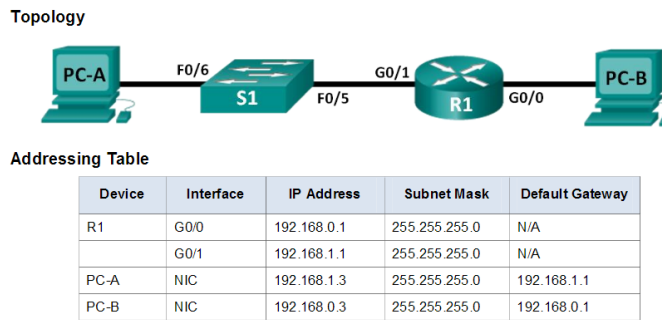 Topology
PC-A
F0/6
S1
F0/5
G0/1
R1
G0/0
PC-B
Addressing Table
Device Interface IP Address Subnet Mask Default Gateway
R1 G0/0 192.168.0.1 255.255.255.0 N/A
G0/1 192.168.1.1 255.255.255.0 N/A
PC-A NIC 192.168.1.3 255.255.255.0 192.168.1.1
PC-B NIC 192.168.0.3 255.255.255.0 192.168.0.1